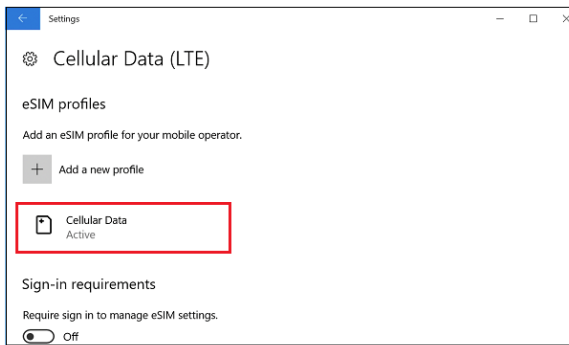 Settings
Cellular Data (LTE)
eSIM profiles
Add an eSIM profile for your mobile operator.
Add a new profile
Cellular Data
Active
Sign-in requirements
Require sign in to manage eSIM settings.
Off